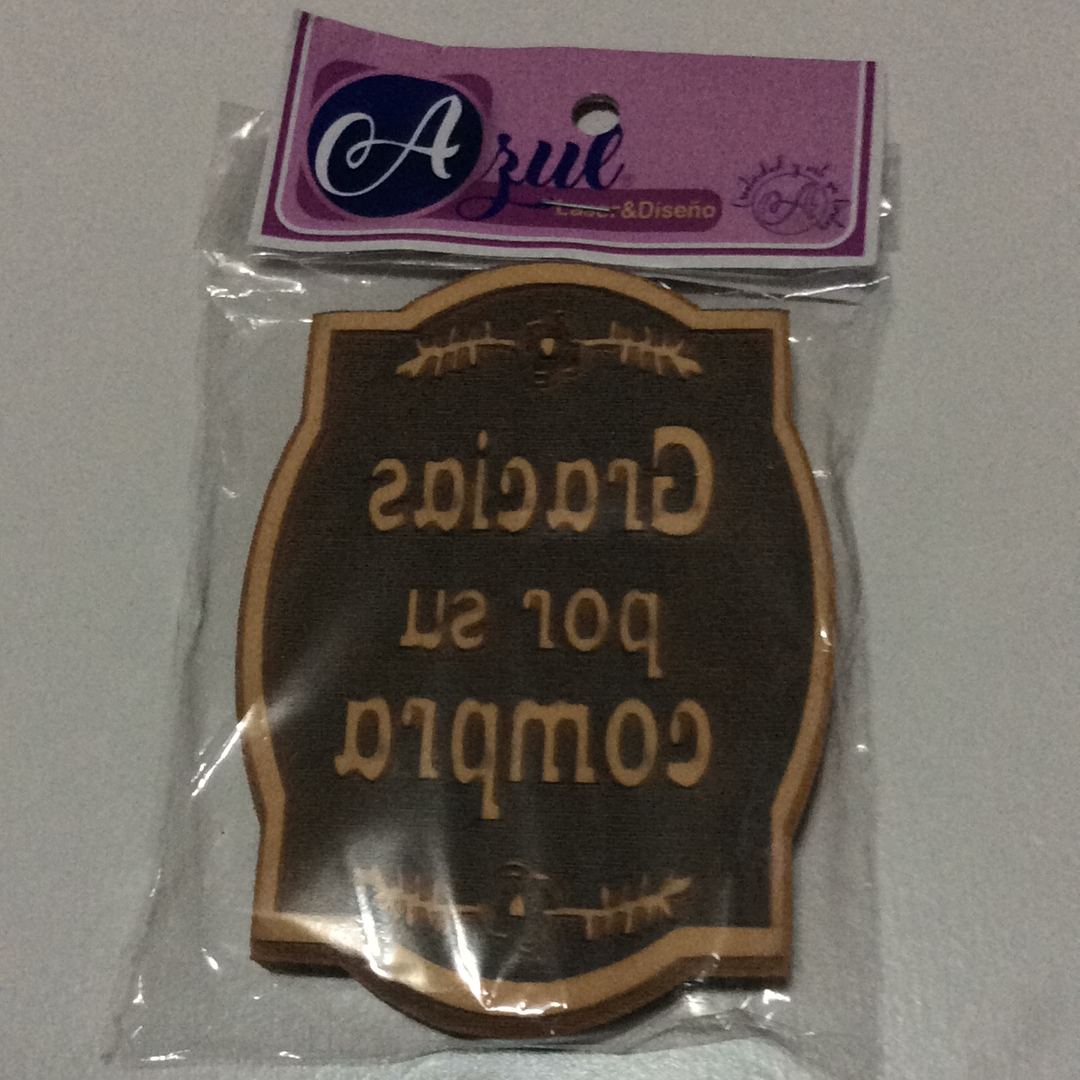 Azul
Laser&Diseño
Gracias
por su
compra